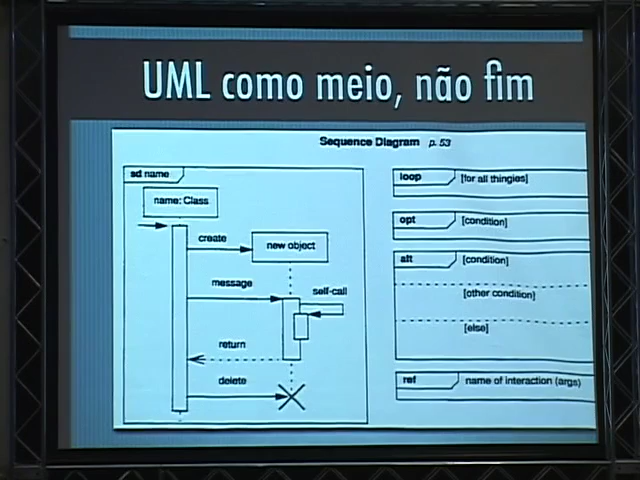 UML como meio, não fim
Sequence Diagram p. 53
sd name
name: Class
create
new object
message
self-call
return
delete
loop [for all thingies]
opt [condition]
alt [condition]
[other condition]
[else]
ref name of interaction (args)